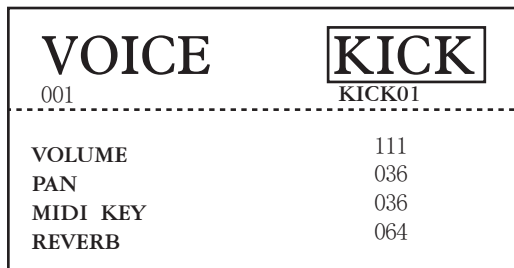 VOICE KICK
001 KICK01
VOLUME 111
PAN 036
MIDI KEY 036
REVERB 064